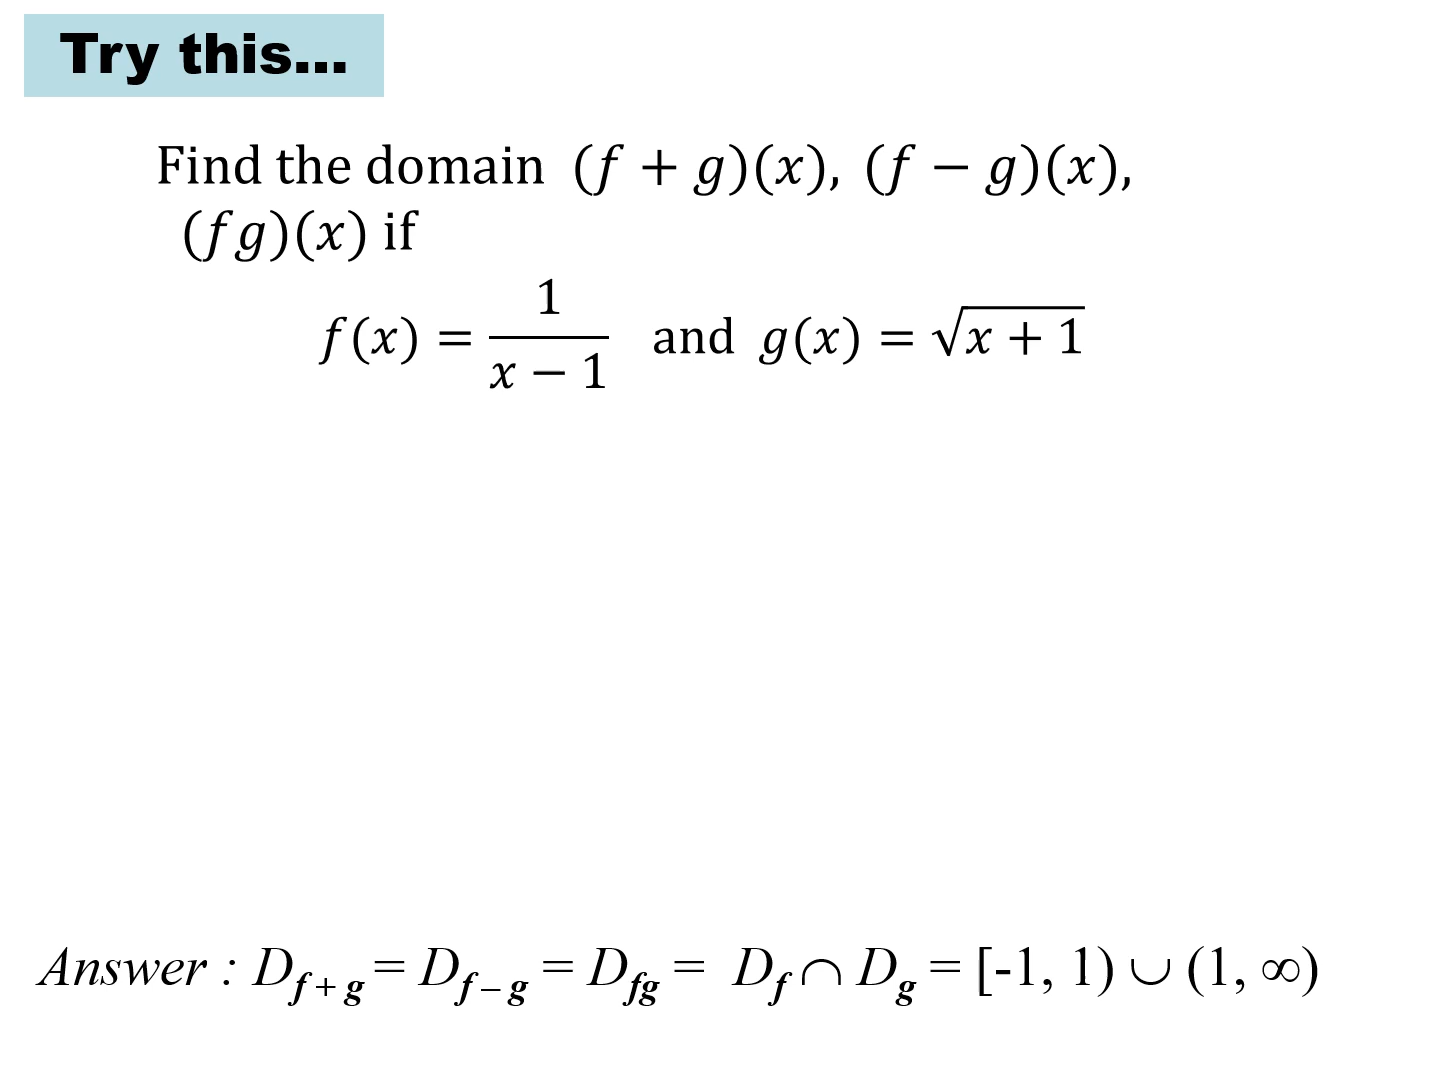 Try this...
Find the domain (f + g)(x), (f − g)(x),
(fg)(x) if
f(x) = 1/(x − 1) and g(x) = √(x + 1)
Answer : D_{f + g} = D_{f − g} = D_{fg} = D_f ∩ D_g = [-1, 1) ∪ (1, ∞)